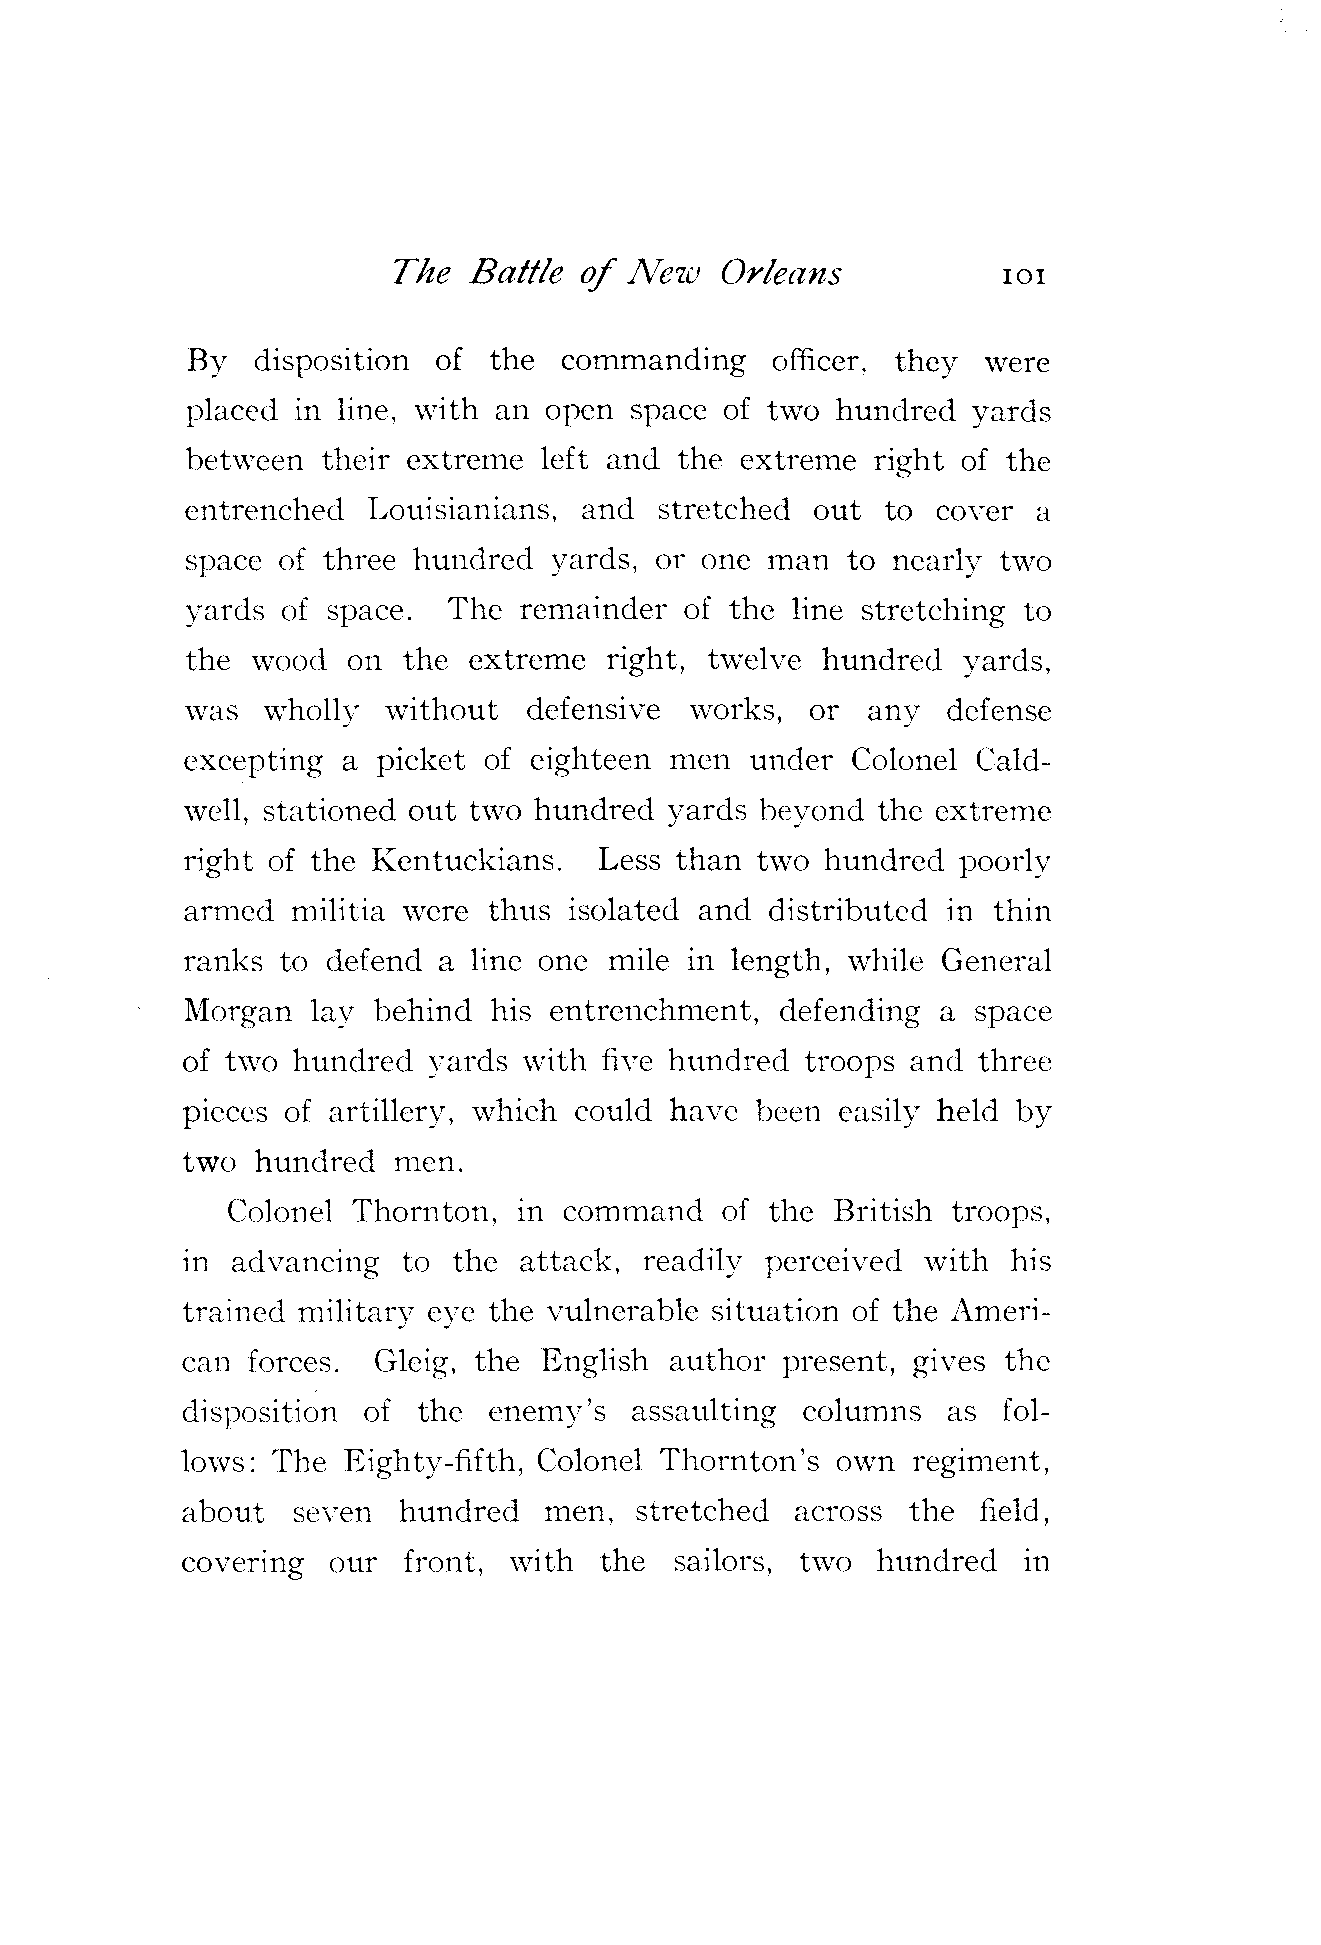 The Battle of New Orleans 101
By disposition of the commanding officer, they were
placed in line, with an open space of two hundred yards
between their extreme left and the extreme right of the
entrenched Louisianians, and stretched out to cover a
space of three hundred yards, or one man to nearly two
yards of space. The remainder of the line stretching to
the wood on the extreme right, twelve hundred yards,
was wholly without defensive works, or any defense
excepting a picket of eighteen men under Colonel Cald-
well, stationed out two hundred yards beyond the extreme
right of the Kentuckians. Less than two hundred poorly
armed militia were thus isolated and distributed in thin
ranks to defend a line one mile in length, while General
Morgan lay behind his entrenchment, defending a space
of two hundred yards with five hundred troops and three
pieces of artillery, which could have been easily held by
two hundred men.
Colonel Thornton, in command of the British troops,
in advancing to the attack, readily perceived with his
trained military eye the vulnerable situation of the Ameri-
can forces. Gleig, the English author present, gives the
disposition of the enemy's assaulting columns as fol-
lows: The Eighty-fifth, Colonel Thornton's own regiment,
about seven hundred men, stretched across the field,
covering our front, with the sailors, two hundred in